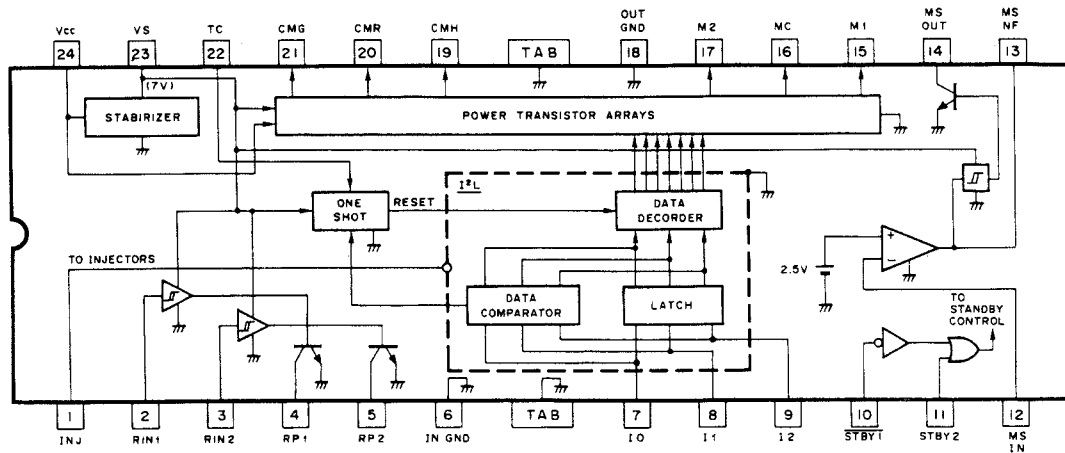 Vcc VS TC CMG CMR CMH OUT GND M2 MC M1 MS OUT MS NF
24 23 22 21 20 19 TAB 18 17 16 15 14 13
(7V)
STABIRIZER
POWER TRANSISTOR ARRAYS
I²L
ONE SHOT
RESET
DATA DECORDER
TO INJECTORS
+
−
2.5V
DATA COMPARATOR
LATCH
TO STANDBY CONTROL
1 2 3 4 5 6 TAB 7 8 9 10 11 12
INJ RIN1 RIN2 RP1 RP2 IN GND I0 I1 I2 STBY1 STBY2 MS IN